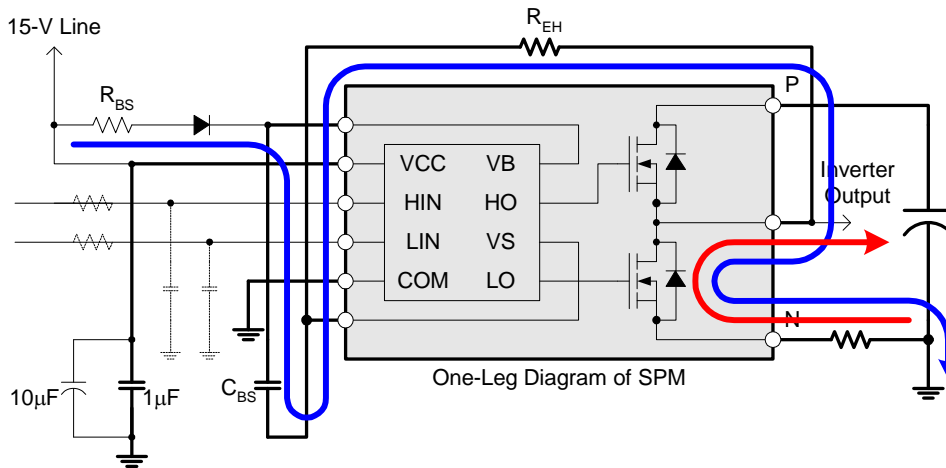 15-V Line
R_EH
R_BS
P
VCC VB
HIN HO
LIN VS
COM LO
Inverter
Output
N
10μF
1μF
C_BS
One-Leg Diagram of SPM